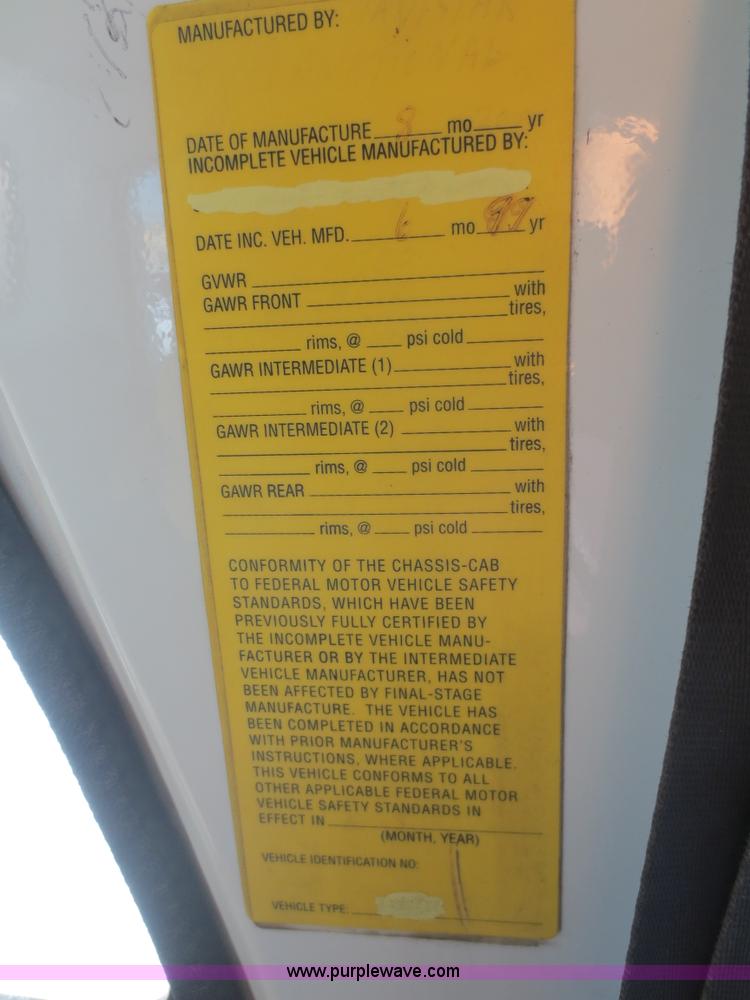 MANUFACTURED BY:
DATE OF MANUFACTURE 8 mo yr
INCOMPLETE VEHICLE MANUFACTURED BY:
DATE INC. VEH. MFD. 6 mo 99 yr
GVWR
GAWR FRONT with
tires,
rims, @ psi cold
GAWR INTERMEDIATE (1) with
tires,
rims, @ psi cold
GAWR INTERMEDIATE (2) with
tires,
rims, @ psi cold
GAWR REAR with
tires,
rims, @ psi cold
CONFORMITY OF THE CHASSIS-CAB
TO FEDERAL MOTOR VEHICLE SAFETY
STANDARDS, WHICH HAVE BEEN
PREVIOUSLY FULLY CERTIFIED BY
THE INCOMPLETE VEHICLE MANU-
FACTURER OR BY THE INTERMEDIATE
VEHICLE MANUFACTURER, HAS NOT
BEEN AFFECTED BY FINAL-STAGE
MANUFACTURE. THE VEHICLE HAS
BEEN COMPLETED IN ACCORDANCE
WITH PRIOR MANUFACTURER'S
INSTRUCTIONS, WHERE APPLICABLE.
THIS VEHICLE CONFORMS TO ALL
OTHER APPLICABLE FEDERAL MOTOR
VEHICLE SAFETY STANDARDS IN
EFFECT IN
(MONTH, YEAR)
VEHICLE IDENTIFICATION NO:
VEHICLE TYPE:
www.purplewave.com